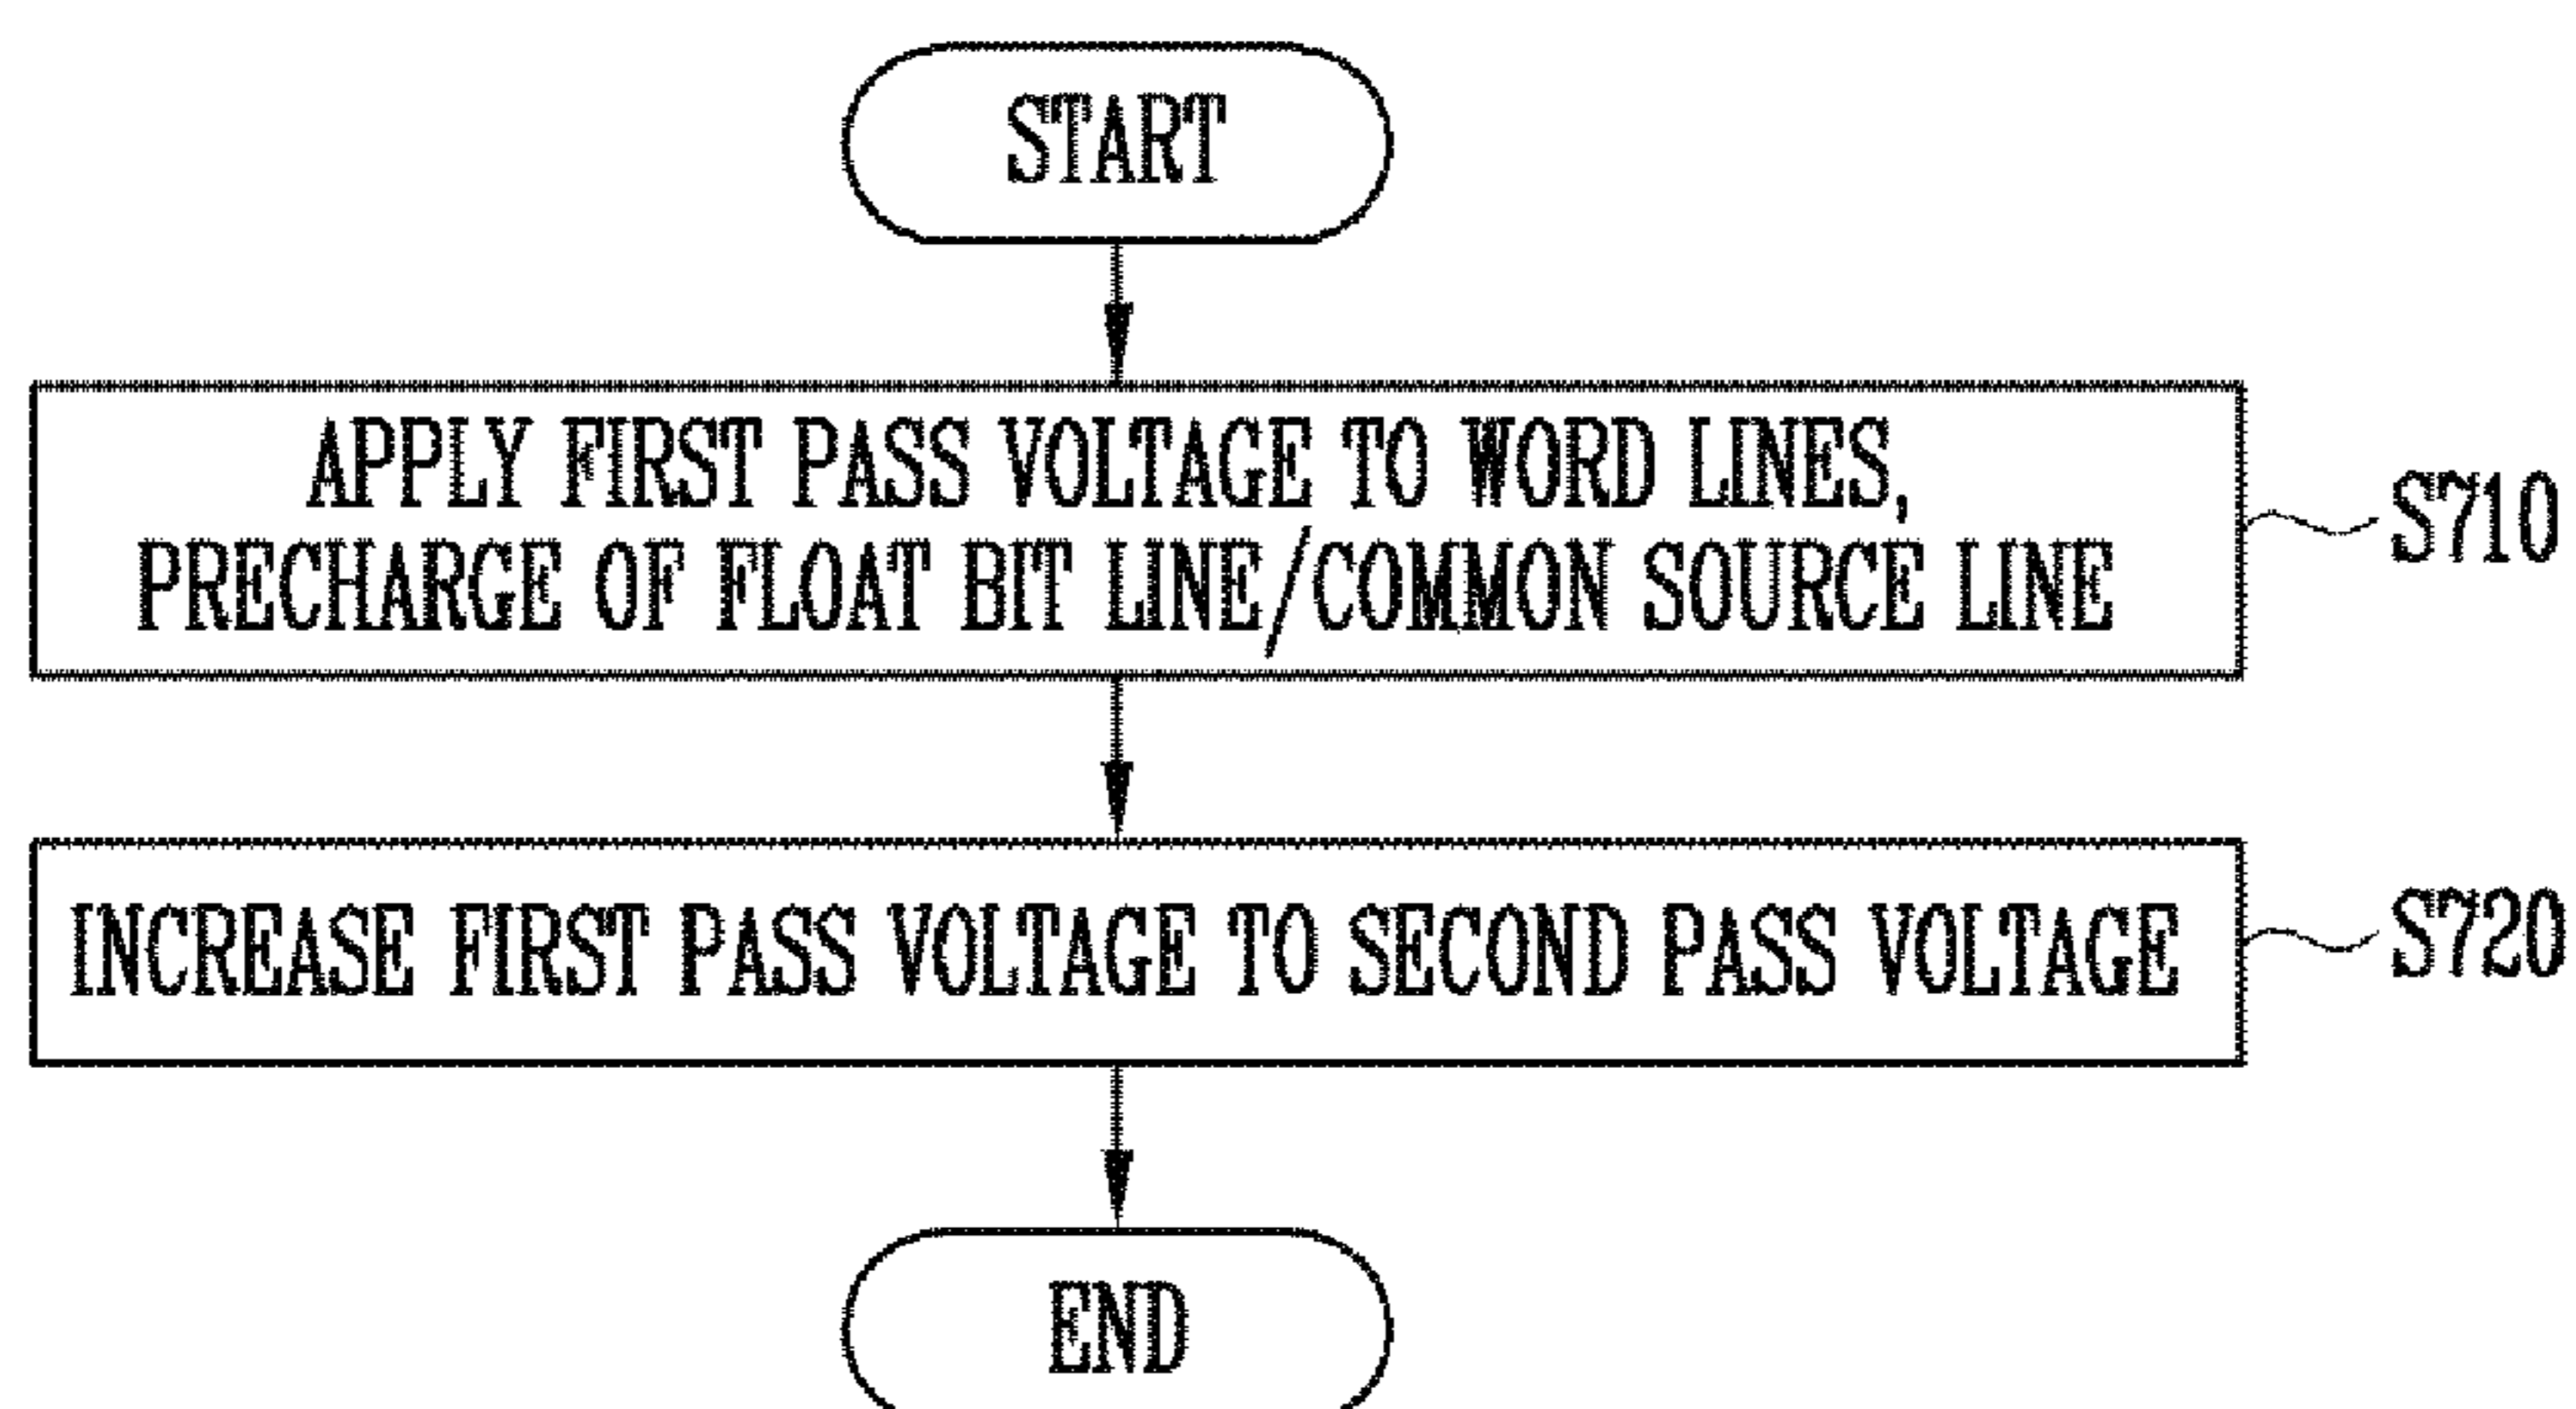 START
APPLY FIRST PASS VOLTAGE TO WORD LINES,
PRECHARGE OF FLOAT BIT LINE/COMMON SOURCE LINE
S710
INCREASE FIRST PASS VOLTAGE TO SECOND PASS VOLTAGE
S720
END